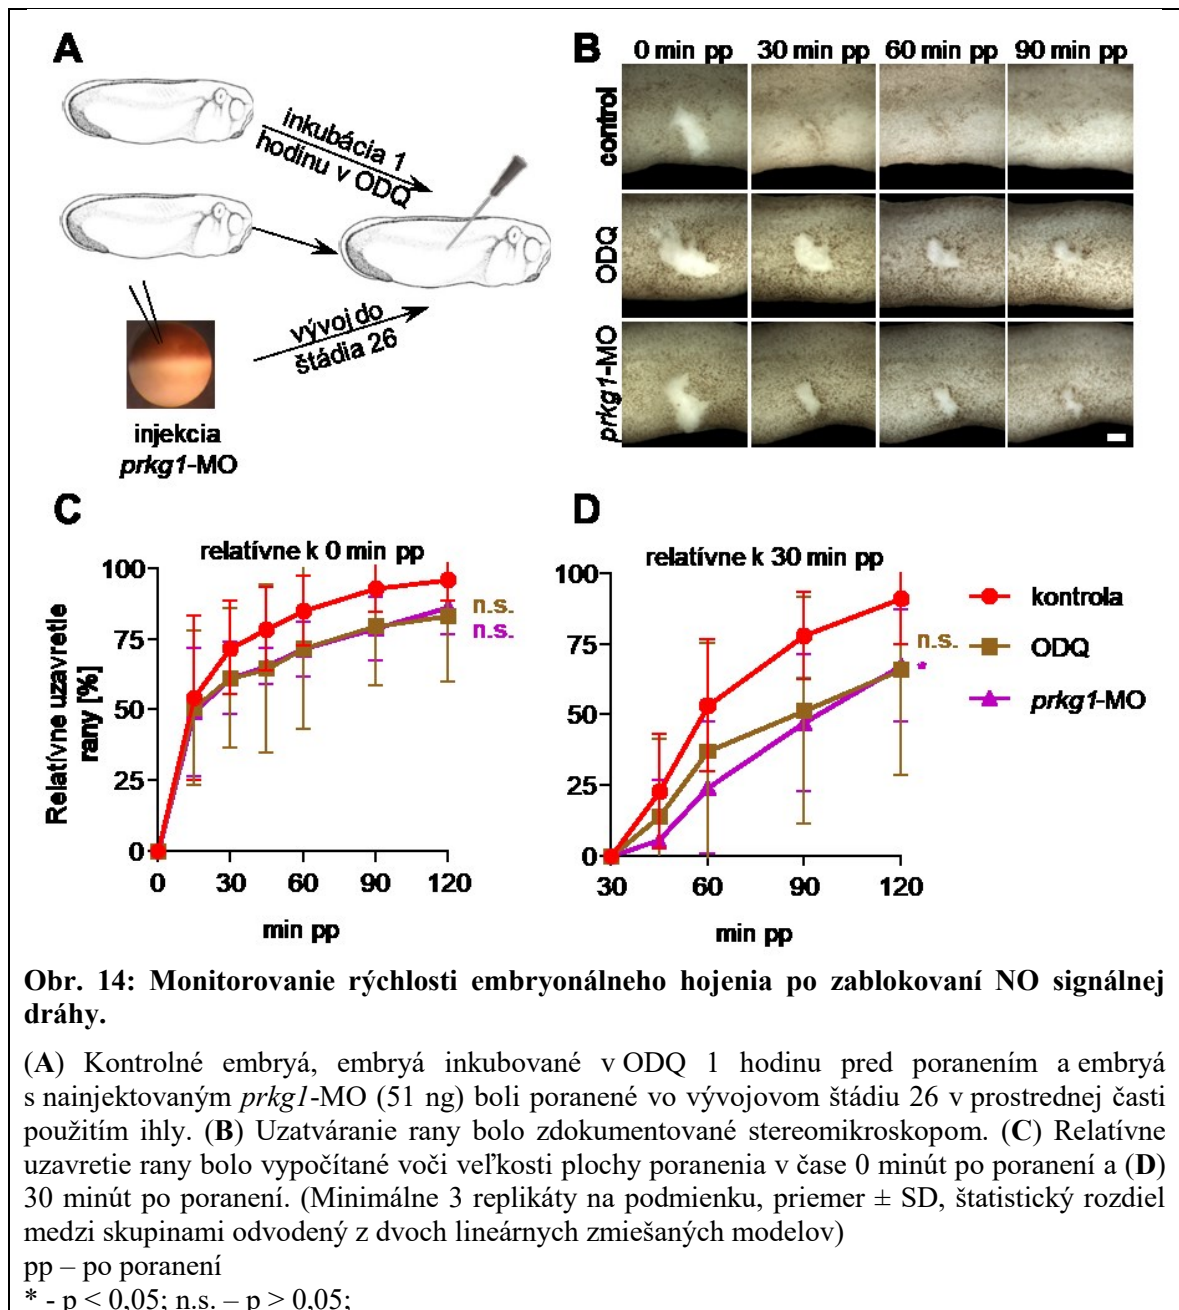 A
inkubácia 1
hodinu v ODQ
vývoj do
štádia 26
injekcia
prkg1-MO
B
0 min pp 30 min pp 60 min pp 90 min pp
control
ODQ
prkg1-MO
C
relatívne k 0 min pp
Relatívne uzavretie
rany [%]
100
75
50
25
0
0 30 60 90 120
min pp
n.s.
n.s.
D
relatívne k 30 min pp
100
75
50
25
0
30 60 90 120
min pp
n.s.
*
kontrola
ODQ
prkg1-MO
Obr. 14: Monitorovanie rýchlosti embryonálneho hojenia po zablokovaní NO signálnej
dráhy.
(A) Kontrolné embryá, embryá inkubované v ODQ 1 hodinu pred poranením a embryá
s nainjektovaným prkg1-MO (51 ng) boli poranené vo vývojovom štádiu 26 v prostrednej časti
použitím ihly. (B) Uzatváranie rany bolo zdokumentované stereomikroskopom. (C) Relatívne
uzavretie rany bolo vypočítané voči veľkosti plochy poranenia v čase 0 minút po poranení a (D)
30 minút po poranení. (Minimálne 3 replikáty na podmienku, priemer ± SD, štatistický rozdiel
medzi skupinami odvodený z dvoch lineárnych zmiešaných modelov)
pp – po poranení
* - p < 0,05; n.s. – p > 0,05;